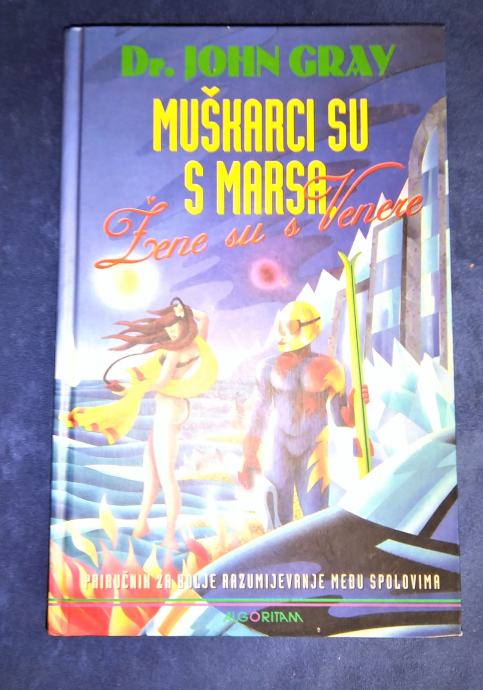 Dr. JOHN GRAY
MUŠKARCI SU
S MARSA,
Žene su s Venere
PRIRUČNIK ZA BOLJE RAZUMIJEVANJE MEĐU SPOLOVIMA
ALGORITAM